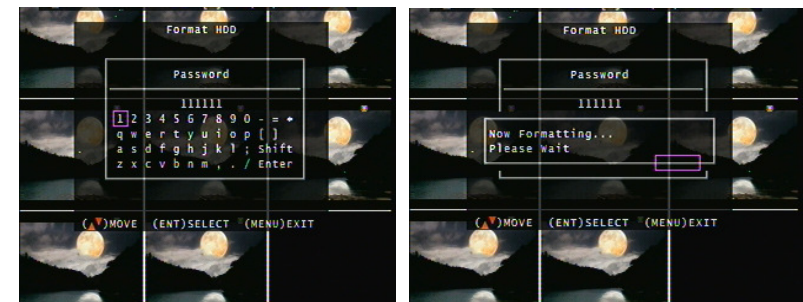 Format HDD
Password
111111
1 2 3 4 5 6 7 8 9 0 - = ←
q w e r t y u i o p [ ]
a s d f g h j k l ; Shift
z x c v b n m , . / Enter
(▲▼)MOVE (ENT)SELECT (MENU)EXIT
Format HDD
Password
111111
Now Formatting...
Please Wait
(▲▼)MOVE (ENT)SELECT (MENU)EXIT